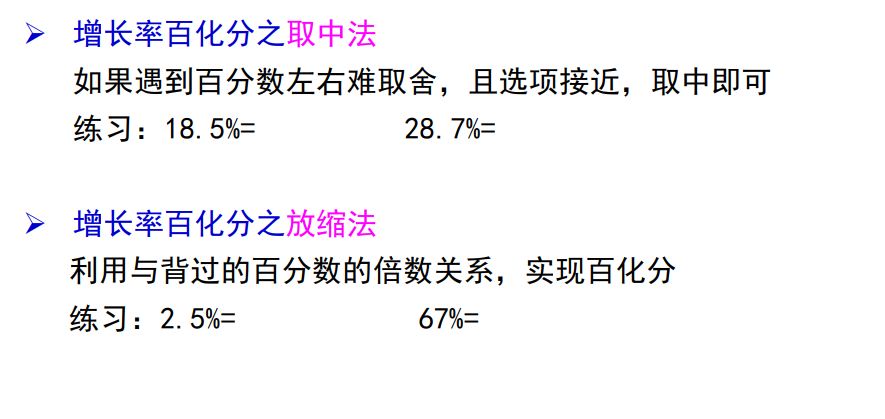 ➢ 增长率百化分之取中法
如果遇到百分数左右难取舍，且选项接近，取中即可
练习：18.5%= 28.7%=
➢ 增长率百化分之放缩法
利用与背过的百分数的倍数关系，实现百化分
练习：2.5%= 67%=